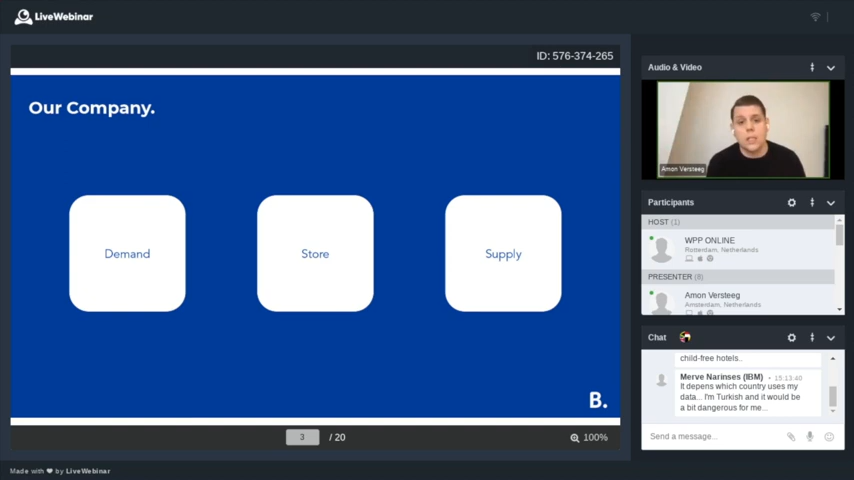 LiveWebinar
ID: 576-374-265
Our Company.
Demand
Store
Supply
B.
3 / 20
100%
Audio & Video
Amon Versteeg
Participants
HOST (1)
WPP ONLINE
Rotterdam, Netherlands
PRESENTER (8)
Amon Versteeg
Amsterdam, Netherlands
Chat
child-free hotels..
Merve Narinses (IBM) • 15:13:40
It depens which country uses my
data... I'm Turkish and it would be
a bit dangerous for me...
Send a message...
Made with ❤ by LiveWebinar